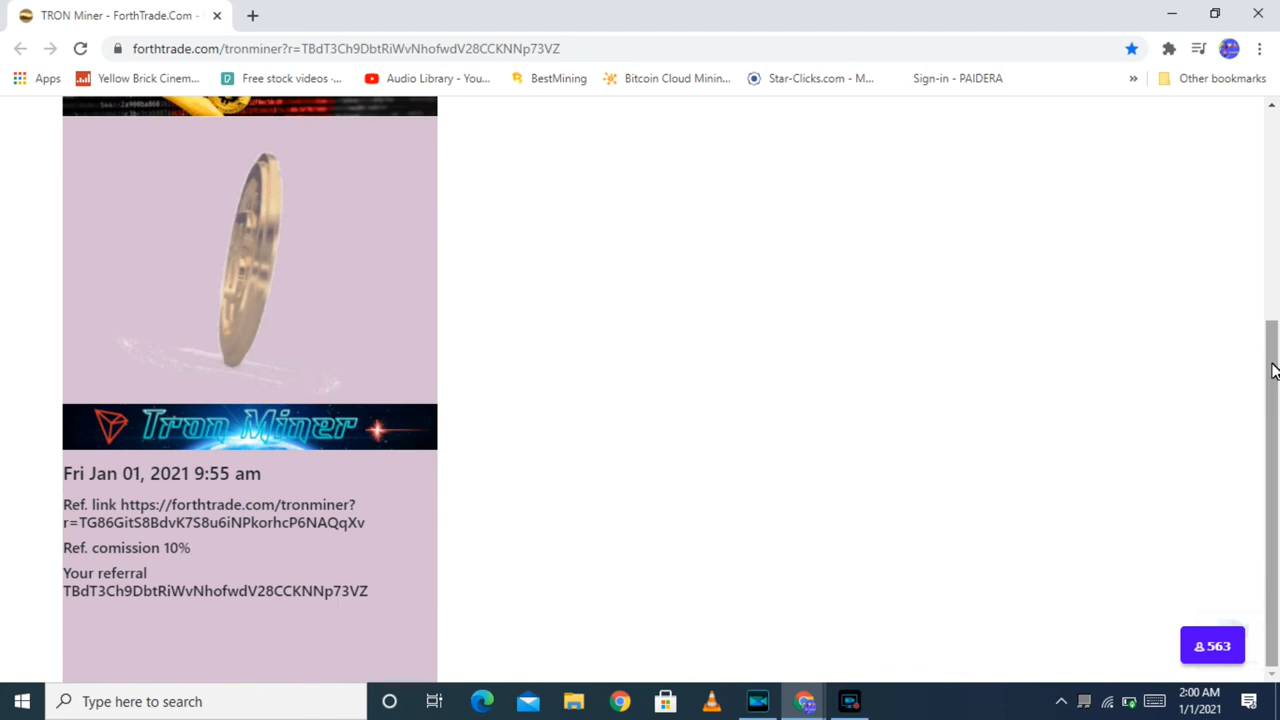 TRON Miner - ForthTrade.Com -
forthtrade.com/tronminer?r=TBdT3Ch9DbtRiWvNhofwdV28CCKNNp73VZ
Apps Yellow Brick Cinem... Free stock videos -... Audio Library - You... BestMining Bitcoin Cloud Minin... Star-Clicks.com - M... Sign-in - PAIDERA » Other bookmarks
Tron Miner
Fri Jan 01, 2021 9:55 am
Ref. link https://forthtrade.com/tronminer?
r=TG86GitS8BdvK7S8u6iNPkorhcP6NAQqXv
Ref. comission 10%
Your referral
TBdT3Ch9DbtRiWvNhofwdV28CCKNNp73VZ
563
Type here to search
2:00 AM
1/1/2021